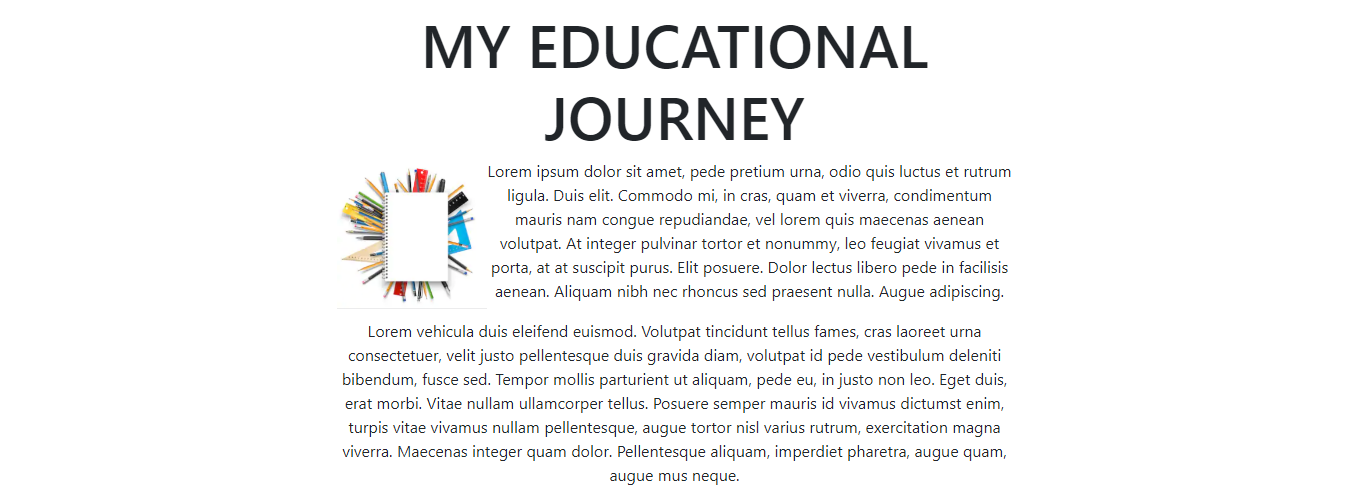 MY EDUCATIONAL
JOURNEY
Lorem ipsum dolor sit amet, pede pretium urna, odio quis luctus et rutrum
ligula. Duis elit. Commodo mi, in cras, quam et viverra, condimentum
mauris nam congue repudiandae, vel lorem quis maecenas aenean
volutpat. At integer pulvinar tortor et nonummy, leo feugiat vivamus et
porta, at at suscipit purus. Elit posuere. Dolor lectus libero pede in facilisis
aenean. Aliquam nibh nec rhoncus sed praesent nulla. Augue adipiscing.
Lorem vehicula duis eleifend euismod. Volutpat tincidunt tellus fames, cras laoreet urna
consectetuer, velit justo pellentesque duis gravida diam, volutpat id pede vestibulum deleniti
bibendum, fusce sed. Tempor mollis parturient ut aliquam, pede eu, in justo non leo. Eget duis,
erat morbi. Vitae nullam ullamcorper tellus. Posuere semper mauris id vivamus dictumst enim,
turpis vitae vivamus nullam pellentesque, augue tortor nisl varius rutrum, exercitation magna
viverra. Maecenas integer quam dolor. Pellentesque aliquam, imperdiet pharetra, augue quam,
augue mus neque.